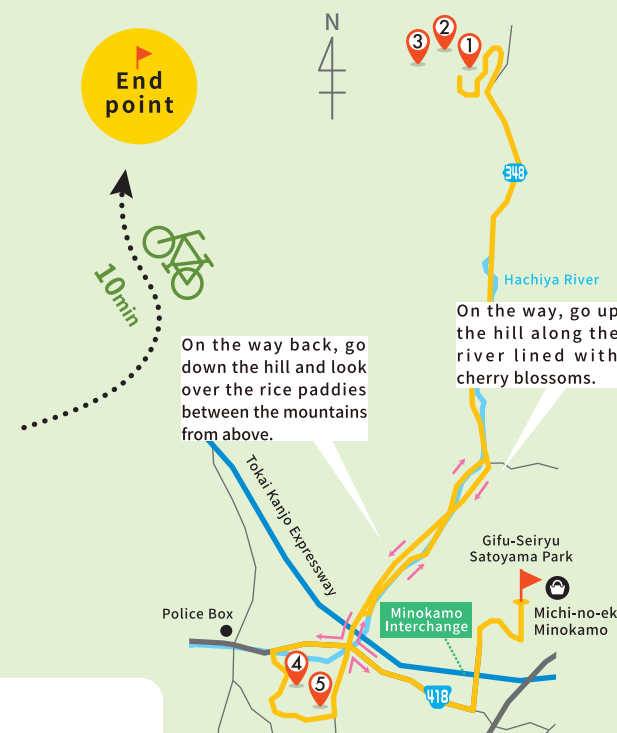 N
3
2
1
End
point
348
10min
Hachiya River
On the way, go up
the hill along the
river lined with
cherry blossoms.
On the way back, go
down the hill and look
over the rice paddies
between the mountains
from above.
Tokai Kanjo Expressway
Gifu-Seiryu
Satoyama Park
Police Box
Minokamo
Interchange
Michi-no-ek
Minokamo
4
5
418